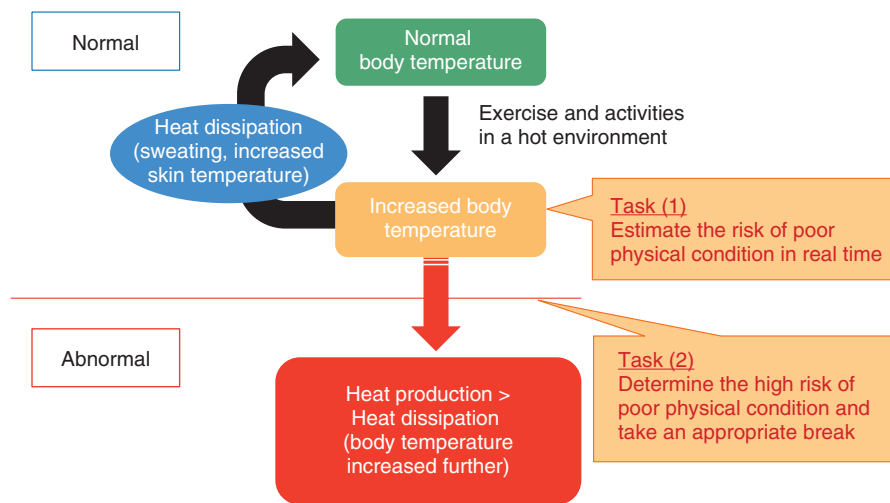 Normal
Normal
body temperature
Heat dissipation
(sweating, increased
skin temperature)
Exercise and activities
in a hot environment
Increased body
temperature
Task (1)
Estimate the risk of poor
physical condition in real time
Abnormal
Heat production >
Heat dissipation
(body temperature
increased further)
Task (2)
Determine the high risk of
poor physical condition and
take an appropriate break